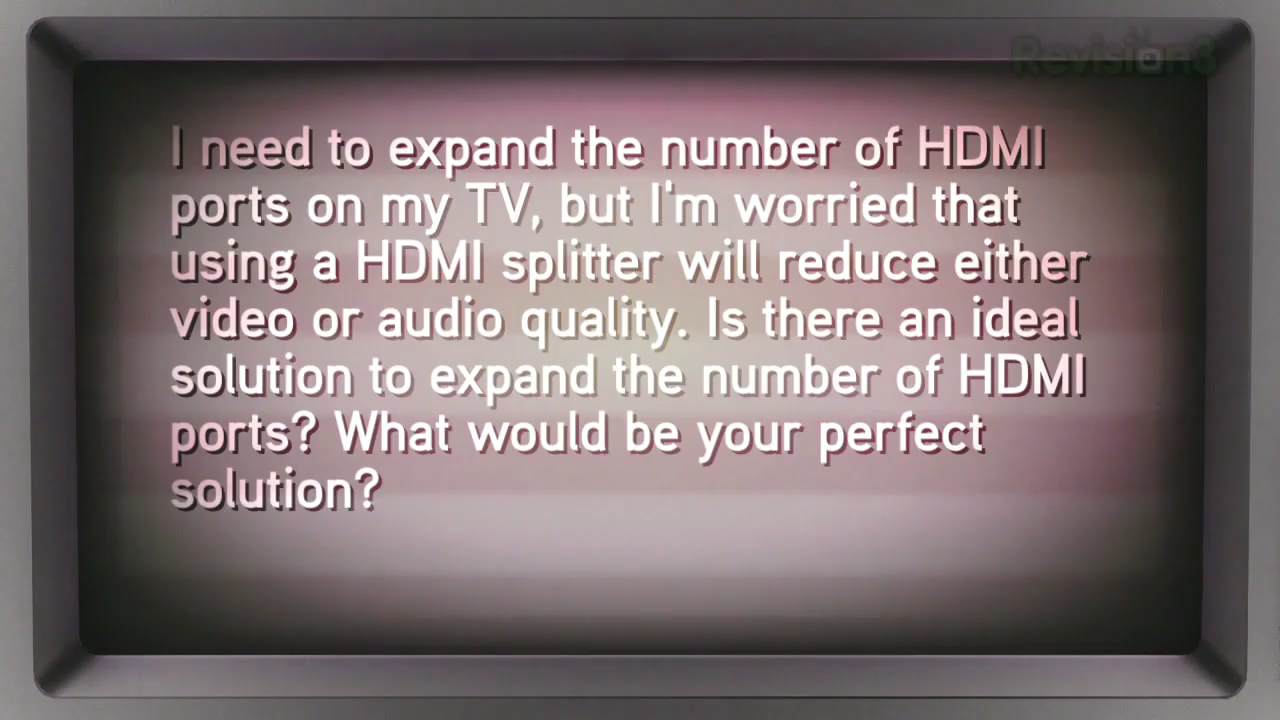 Revision3
I need to expand the number of HDMI
ports on my TV, but I'm worried that
using a HDMI splitter will reduce either
video or audio quality. Is there an ideal
solution to expand the number of HDMI
ports? What would be your perfect
solution?